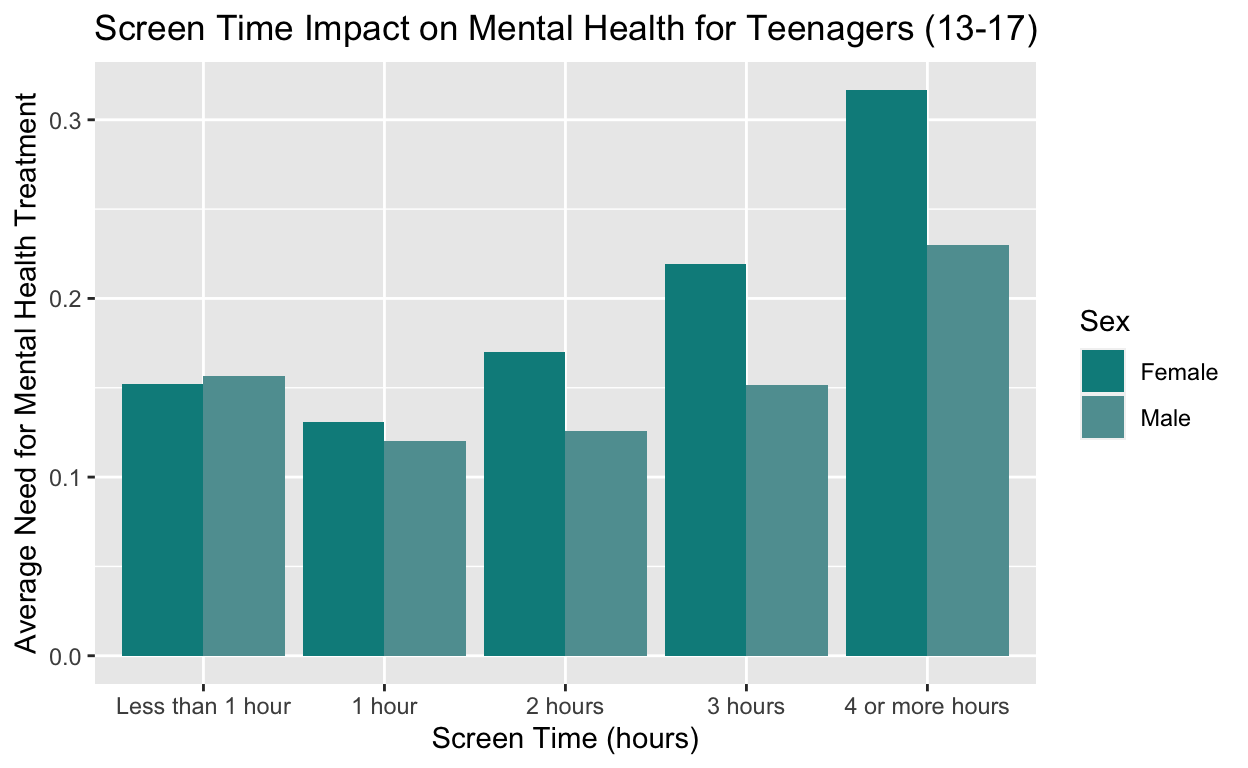 Screen Time Impact on Mental Health for Teenagers (13-17)
Average Need for Mental Health Treatment
0.3
0.2
0.1
0.0
Less than 1 hour
1 hour
2 hours
3 hours
4 or more hours
Screen Time (hours)
Sex
Female
Male